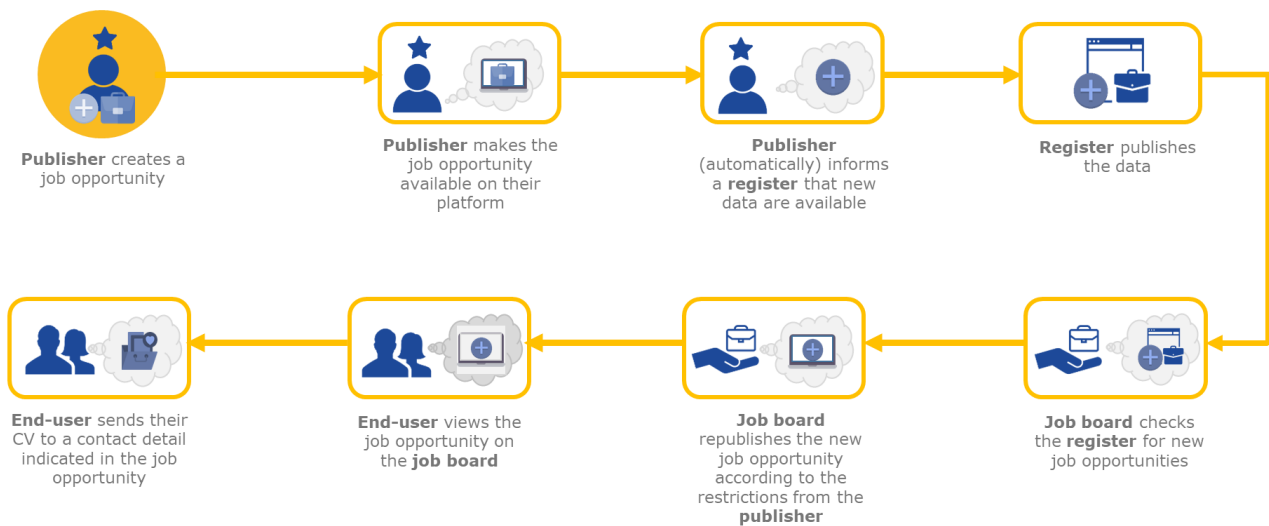 Publisher creates a
job opportunity
Publisher makes the
job opportunity
available on their
platform
Publisher
(automatically) informs
a register that new
data are available
Register publishes
the data
Job board checks
the register for new
job opportunities
Job board
republishes the new
job opportunity
according to the
restrictions from the
publisher
End-user views the
job opportunity on
the job board
End-user sends their
CV to a contact detail
indicated in the job
opportunity